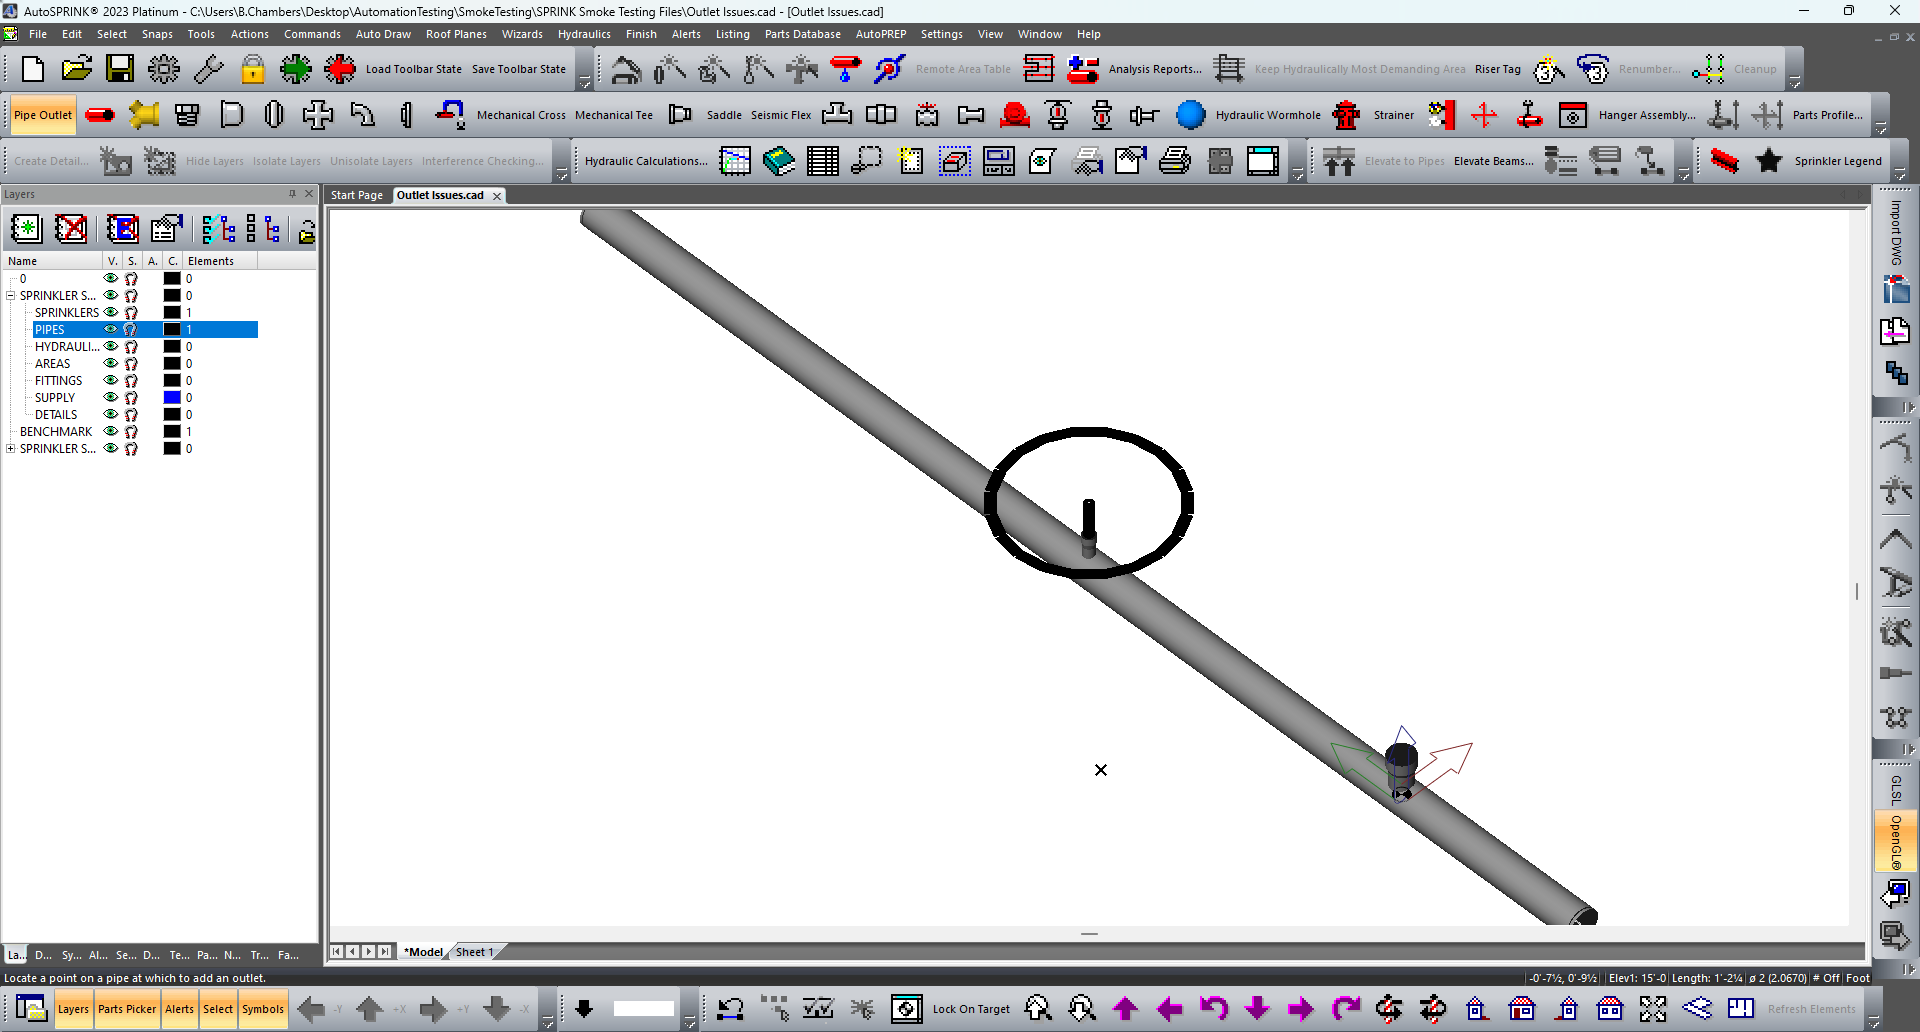 AutoSPRINK® 2023 Platinum - C:\Users\B.Chambers\Desktop\AutomationTesting\SmokeTesting\SPRINK Smoke Testing Files\Outlet Issues.cad - [Outlet Issues.cad]
File Edit Select Snaps Tools Actions Commands Auto Draw Roof Planes Wizards Hydraulics Finish Alerts Listing Parts Database AutoPREP Settings View Window Help
Load Toolbar State Save Toolbar State Remote Area Table Analysis Reports... Keep Hydraulically Most Demanding Area Riser Tag Renumber... Cleanup
Pipe Outlet Mechanical Cross Mechanical Tee Saddle Seismic Flex Hydraulic Wormhole Strainer Hanger Assembly... Parts Profile...
Create Detail... Hide Layers Isolate Layers Unisolate Layers Interference Checking... Hydraulic Calculations... Elevate to Pipes Elevate Beams... Sprinkler Legend
Layers
Start Page Outlet Issues.cad
Import DWG
Name V. S. A. C. Elements
0 0
SPRINKLER S... 0
SPRINKLERS 1
PIPES 1
HYDRAULI... 0
AREAS 0
FITTINGS 0
SUPPLY 0
DETAILS 0
BENCHMARK 1
SPRINKLER S... 0
GLSL
OpenGL®
*Model Sheet 1
La... D... Sy... Al... Se... D... Te... Pa... N... Tr... Fa...
Locate a point on a pipe at which to add an outlet. -0'-7½, 0'-9½ Elev1: 15'-0 Length: 1'-2¼ ø 2 (2.0670) # Off Foot
Layers Parts Picker Alerts Select Symbols -Y +X +Y -X Lock On Target Refresh Elements